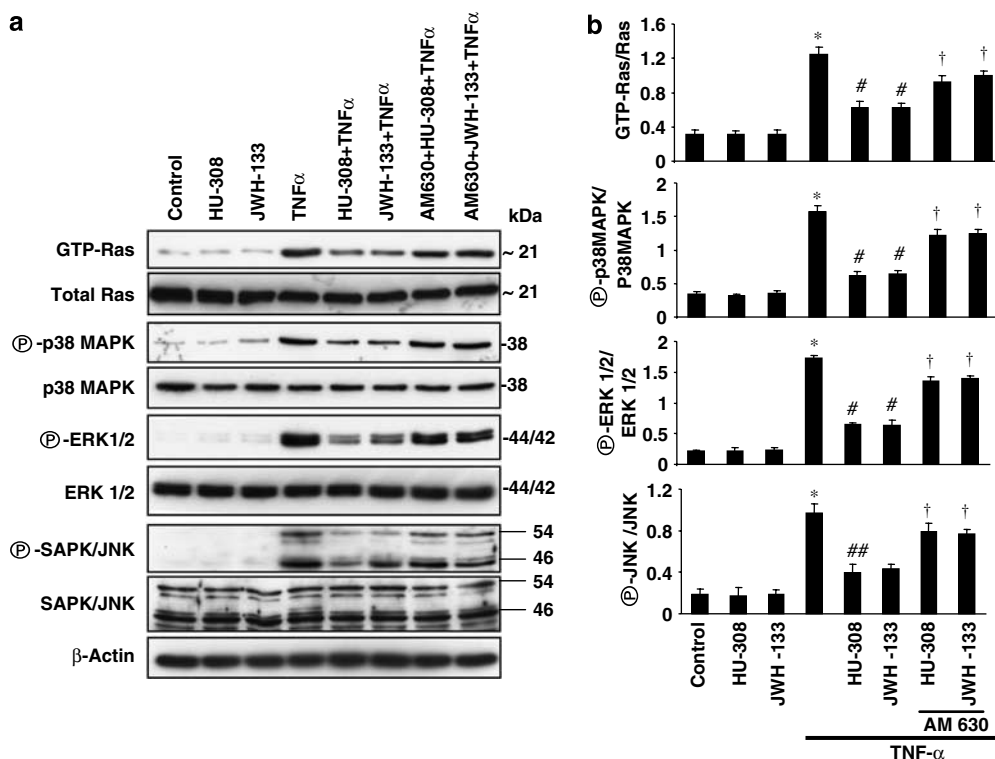 a
Control
HU-308
JWH-133
TNFα
HU-308+TNFα
JWH-133+TNFα
AM630+HU-308+TNFα
AM630+JWH-133+TNFα
kDa
GTP-Ras
~ 21
Total Ras
~ 21
Ⓟ-p38 MAPK
-38
p38 MAPK
-38
Ⓟ-ERK1/2
-44/42
ERK 1/2
-44/42
Ⓟ-SAPK/JNK
54
46
SAPK/JNK
54
46
β-Actin
b
GTP-Ras/Ras
1.6
1.2
0.8
0.4
0
*
#
#
†
†
Ⓟ-p38MAPK/
P38MAPK
2
1.5
1
0.5
0
*
#
#
†
†
Ⓟ-ERK 1/2/
ERK 1/2
2
1.5
1
0.5
0
*
#
#
†
†
Ⓟ-JNK /JNK
1.2
0.8
0.4
0
*
##
†
†
Control
HU-308
JWH -133
HU-308
JWH -133
HU-308
JWH -133
AM 630
TNF-α